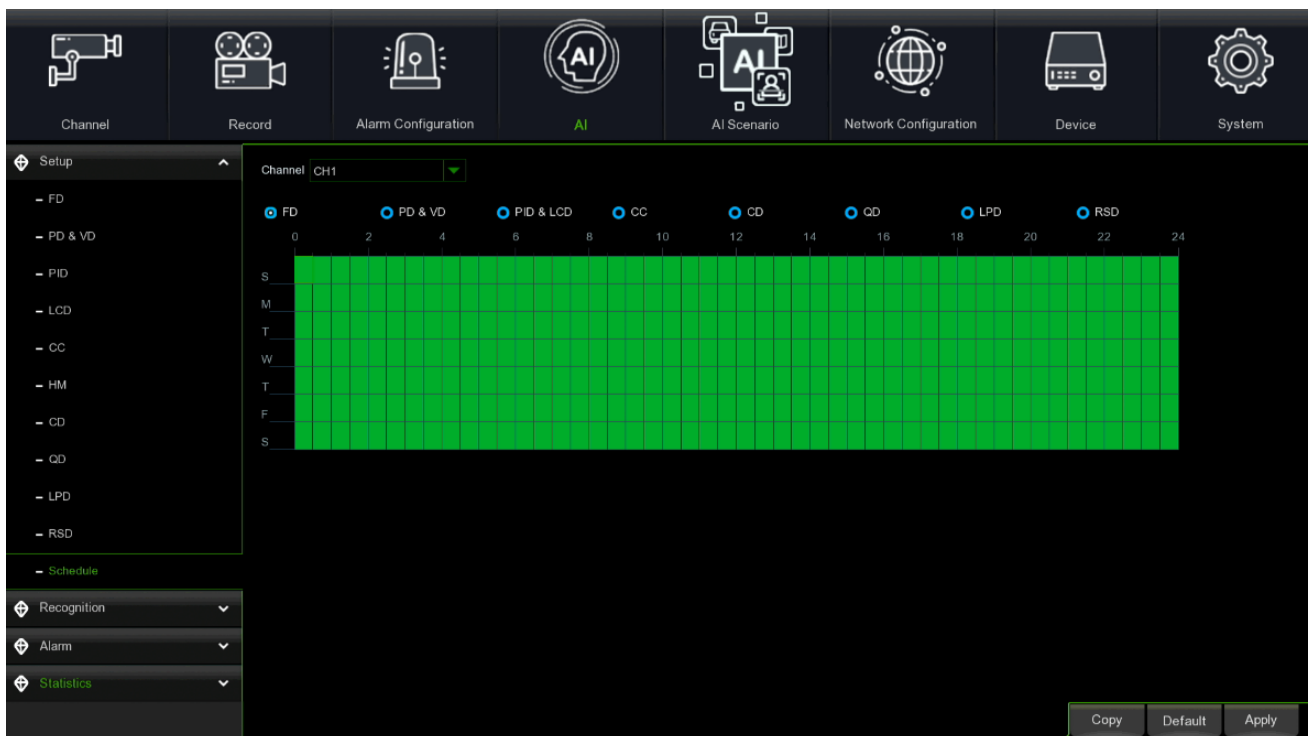 AI
AI
Channel Record Alarm Configuration AI AI Scenario Network Configuration Device System
Setup
FD
PD & VD
PID
LCD
CC
HM
CD
QD
LPD
RSD
Schedule
Recognition
Alarm
Statistics
Channel CH1
FD PD & VD PID & LCD CC CD QD LPD RSD
0 2 4 6 8 10 12 14 16 18 20 22 24
S
M
T
W
T
F
S
Copy Default Apply